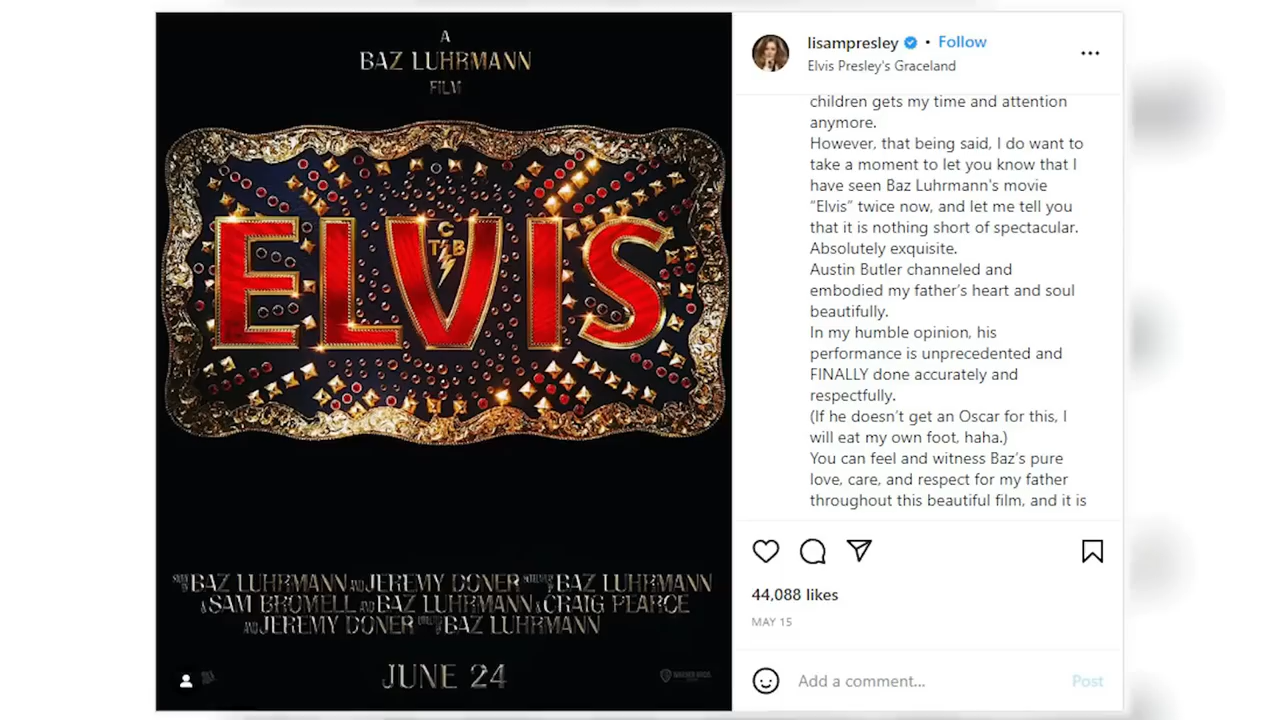 A
BAZ LUHRMANN
FILM
C
TB
ELVIS
BAZ LUHRMANN AND JEREMY DONER BAZ LUHRMANN
& SAM BROMELL AND BAZ LUHRMANN & CRAIG PEARCE
AND JEREMY DONER BAZ LUHRMANN
JUNE 24
WARNER BROS
lisampresley • Follow
Elvis Presley's Graceland
children gets my time and attention
anymore.
However, that being said, I do want to
take a moment to let you know that I
have seen Baz Luhrmann's movie
“Elvis” twice now, and let me tell you
that it is nothing short of spectacular.
Absolutely exquisite.
Austin Butler channeled and
embodied my father’s heart and soul
beautifully.
In my humble opinion, his
performance is unprecedented and
FINALLY done accurately and
respectfully.
(If he doesn’t get an Oscar for this, I
will eat my own foot, haha.)
You can feel and witness Baz’s pure
love, care, and respect for my father
throughout this beautiful film, and it is
44,088 likes
MAY 15
Add a comment...
Post